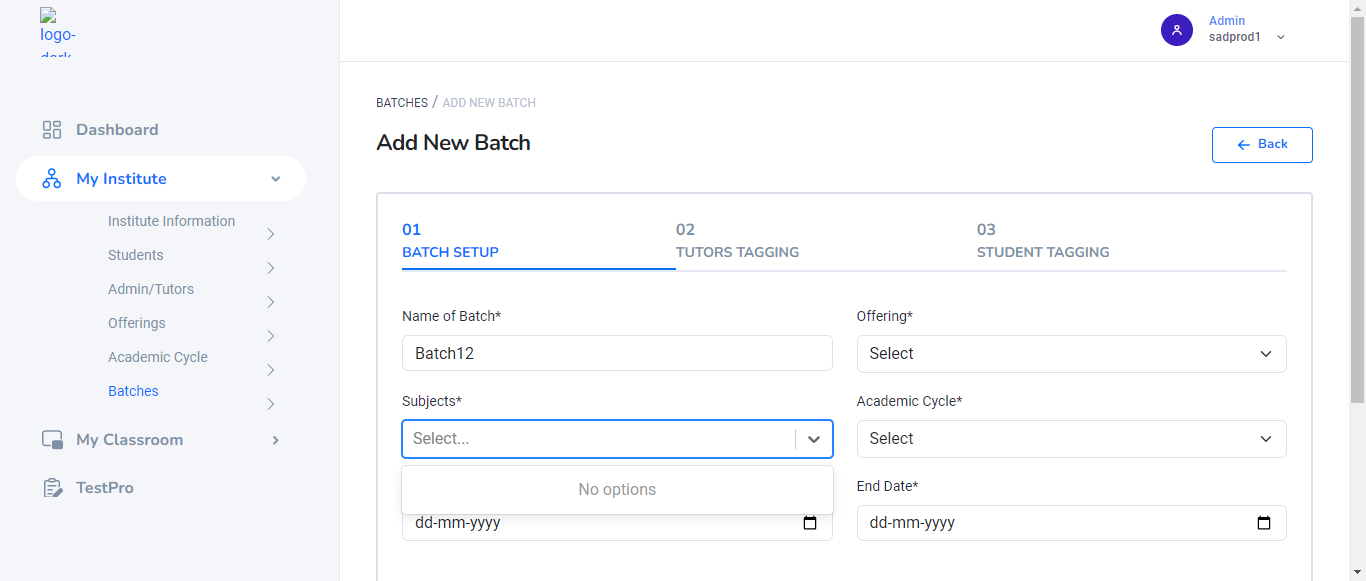 logo-
dark
Admin
sadprod1
Dashboard
My Institute
Institute Information
Students
Admin/Tutors
Offerings
Academic Cycle
Batches
My Classroom
TestPro
BATCHES / ADD NEW BATCH
Add New Batch
Back
01
BATCH SETUP
02
TUTORS TAGGING
03
STUDENT TAGGING
Name of Batch*
Batch12
Offering*
Select
Subjects*
Select...
No options
Academic Cycle*
Select
dd-mm-yyyy
End Date*
dd-mm-yyyy